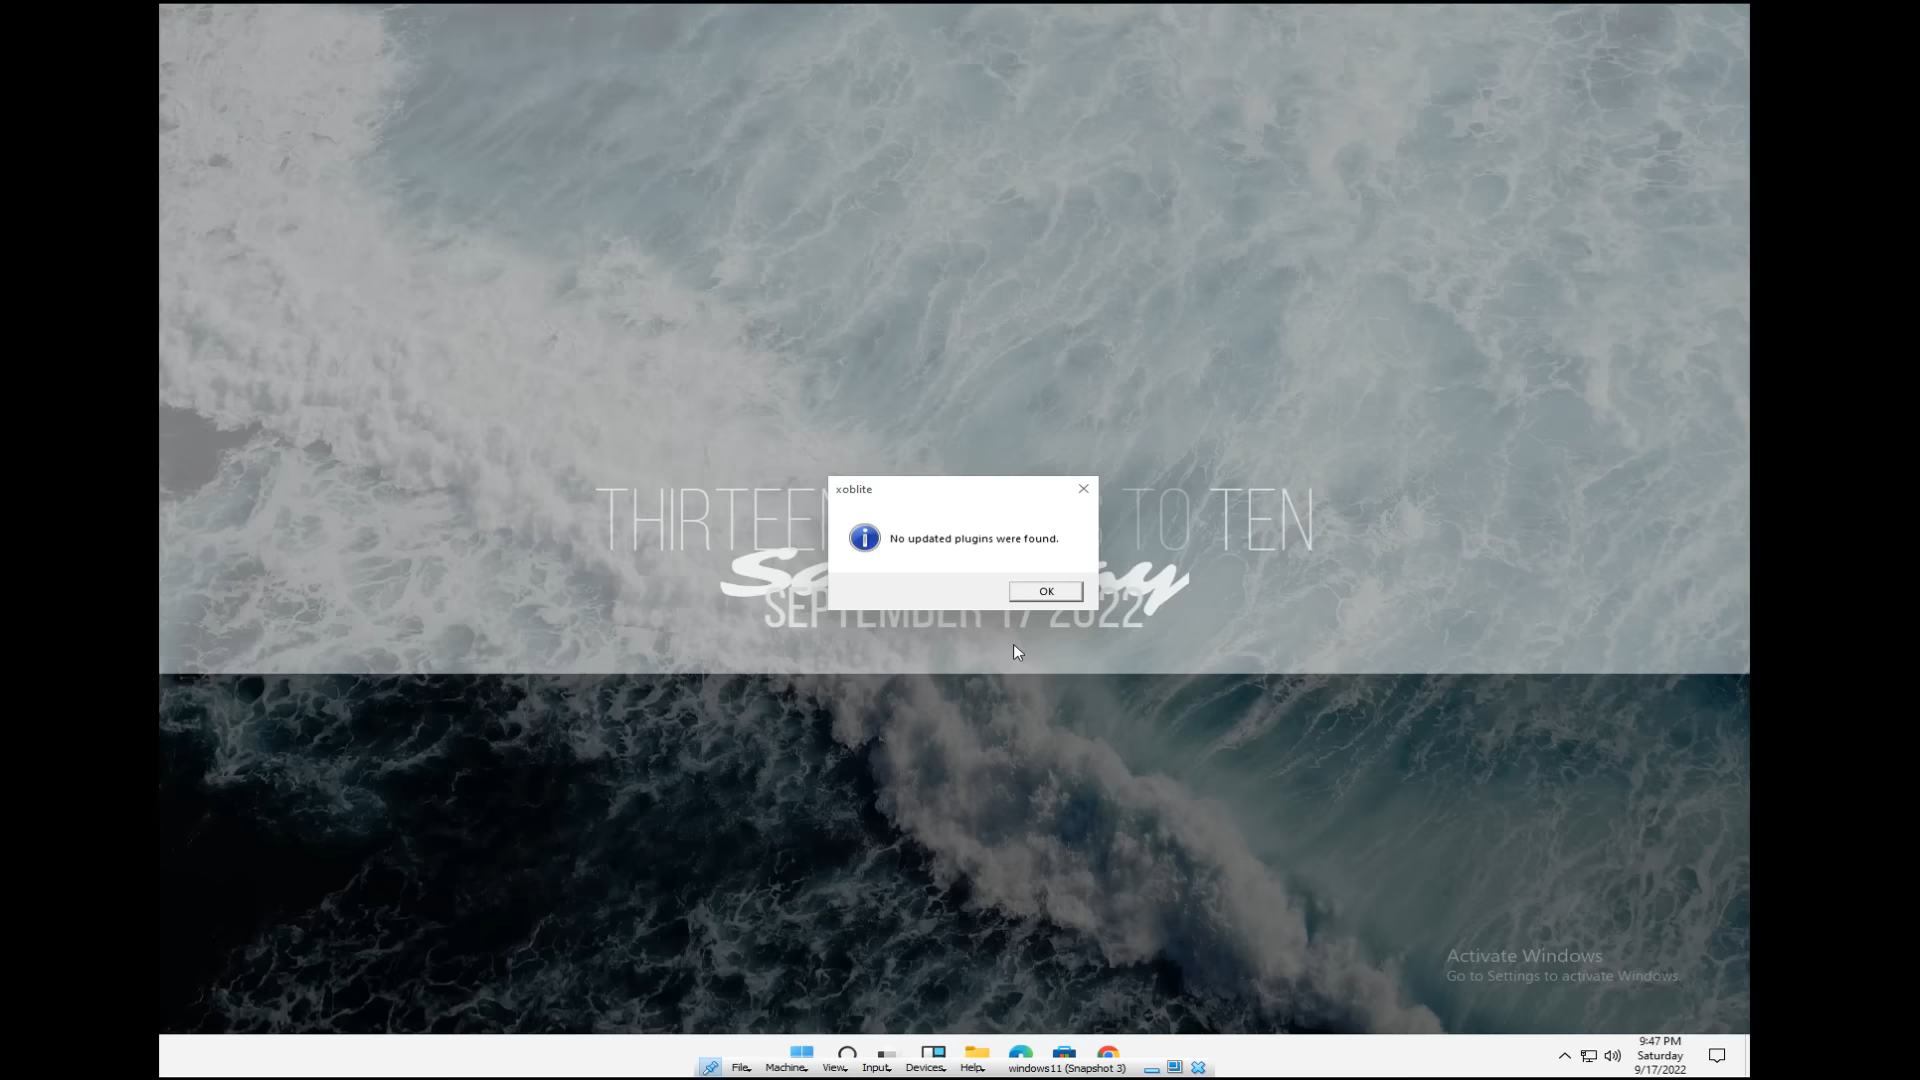 xoblite
THIRTEEN TO TEN
No updated plugins were found.
OK
SEPTEMBER 17 2022
Activate Windows
Go to Settings to activate Windows.
9:47 PM
Saturday
9/17/2022
File Machine View Input Devices Help windows11 (Snapshot 3)